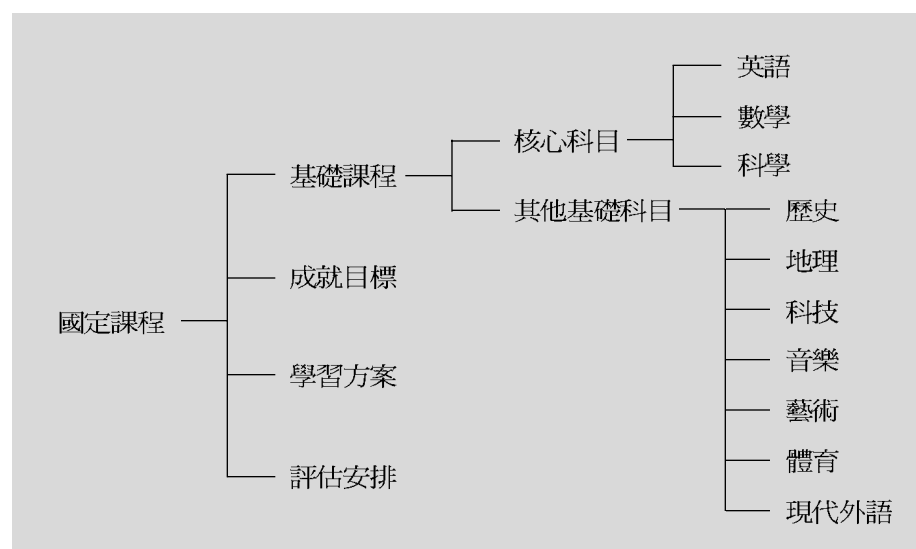 國定課程
基礎課程
核心科目
英語
數學
科學
其他基礎科目
歷史
地理
科技
音樂
藝術
體育
現代外語
成就目標
學習方案
評估安排